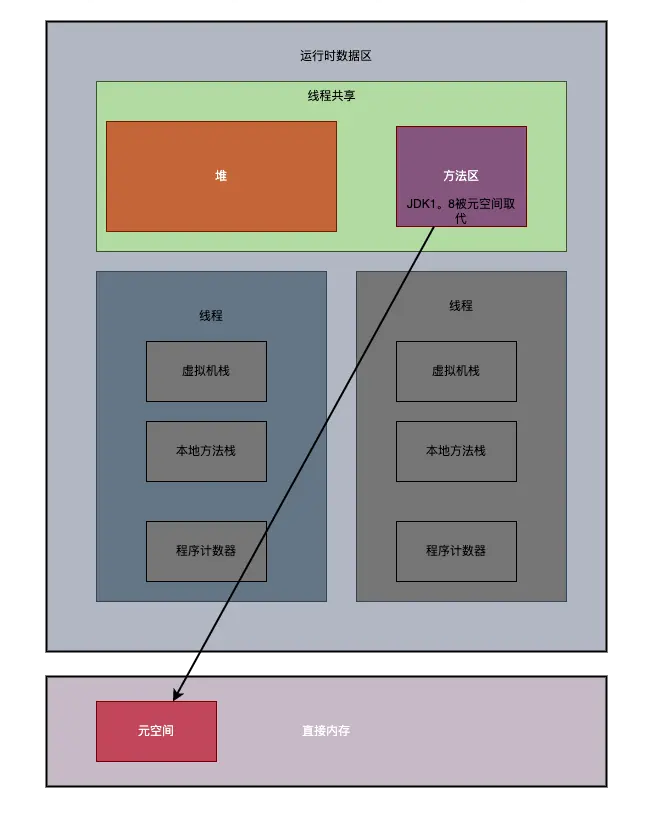 运行时数据区
线程共享
堆
方法区
JDK1。8被元空间取
代
线程
虚拟机栈
本地方法栈
程序计数器
线程
虚拟机栈
本地方法栈
程序计数器
元空间
直接内存